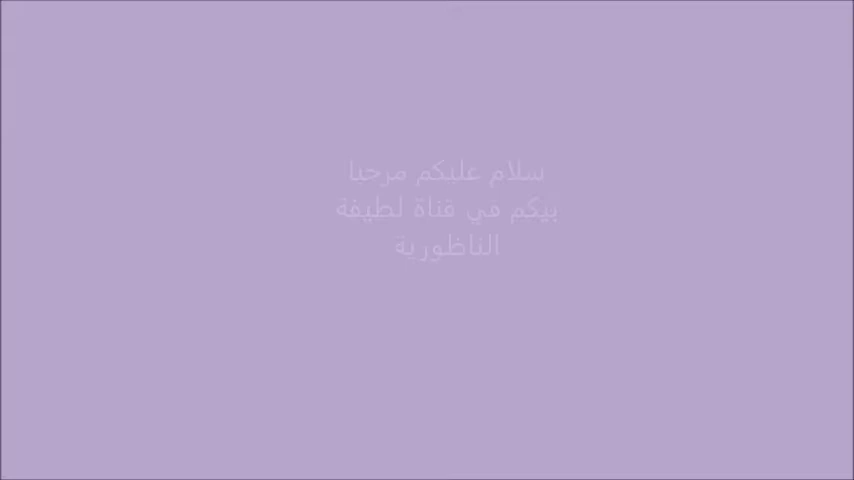 سلام عليكم مرحبا
بيكم في قناة لطيفة
الناظورية